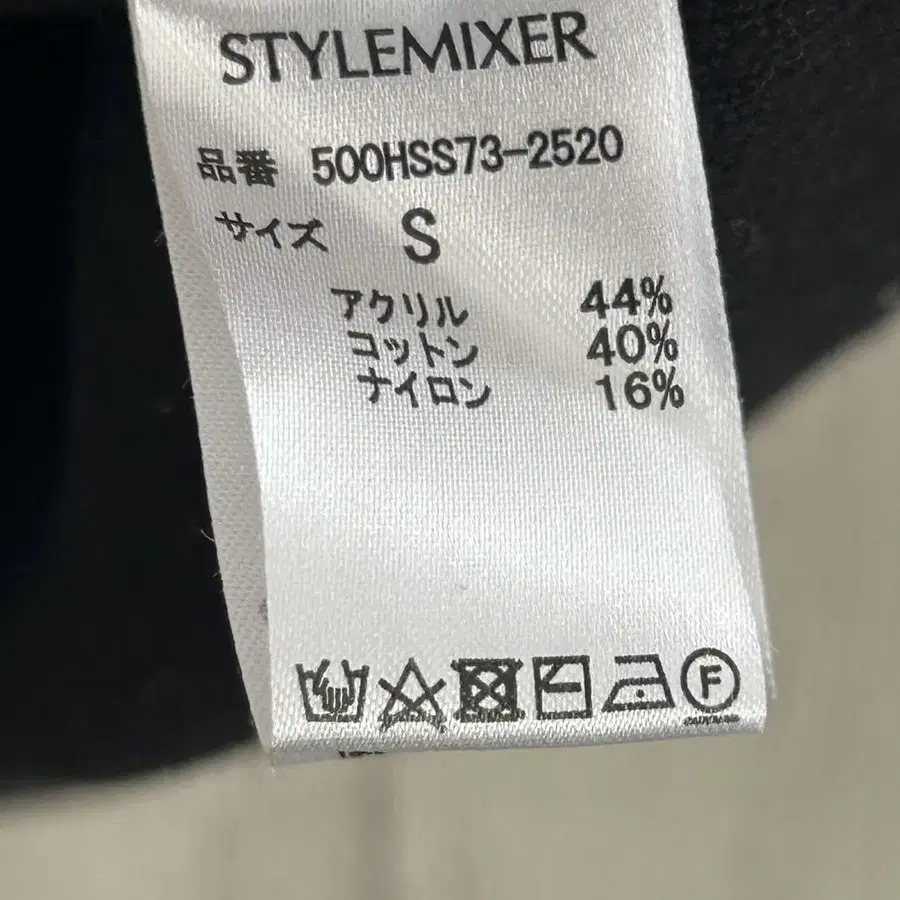 STYLEMIXER
品番 500HSS73-2520
サイズ S
アクリル 44%
コットン 40%
ナイロン 16%
F